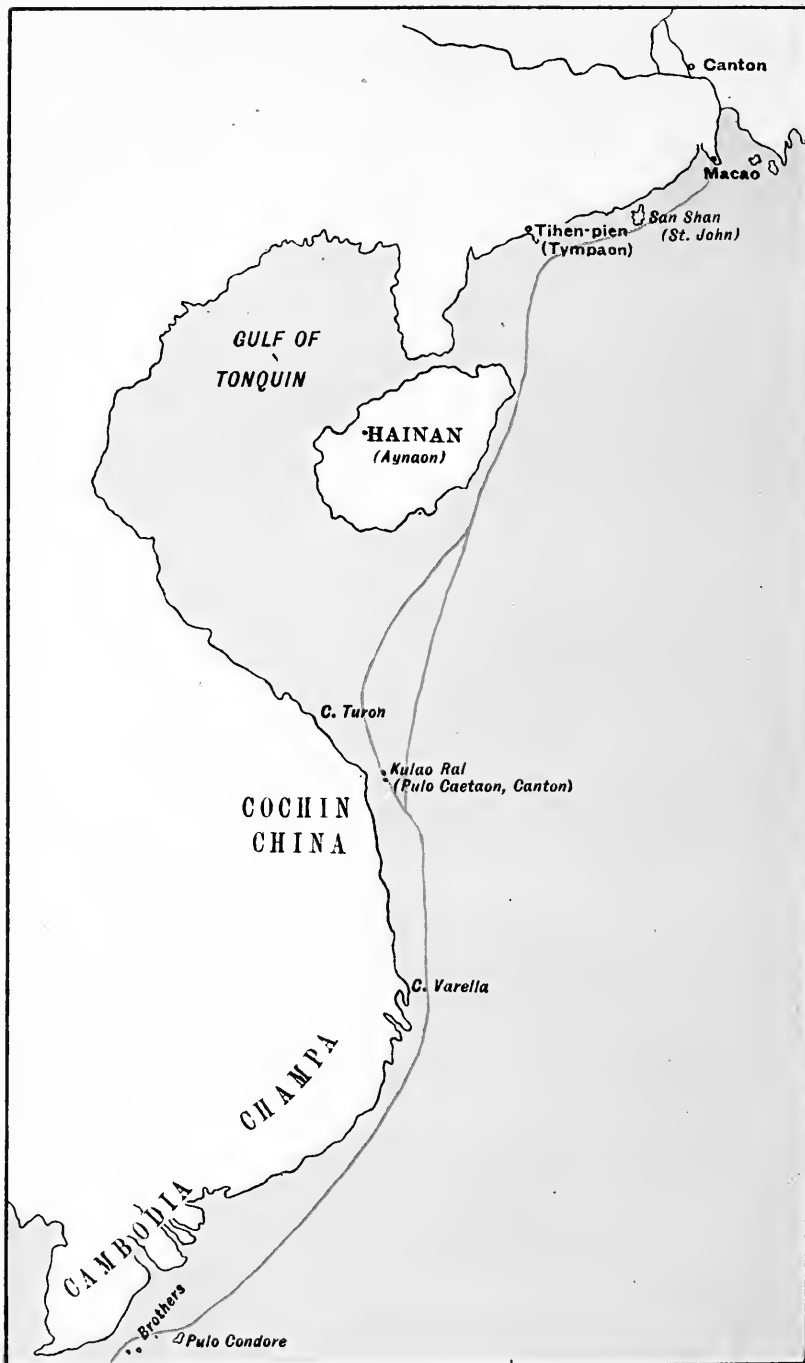 Canton
Macao
San Shan
(St. John)
Tihen-pien
(Tympaon)
GULF OF
TONQUIN
HAINAN
(Aynaon)
C. Turon
Kulao Ral
(Pulo Caetaon, Canton)
COCHIN
CHINA
C. Varella
CHAMPA
CAMBODIA
Brothers
Pulo Condore